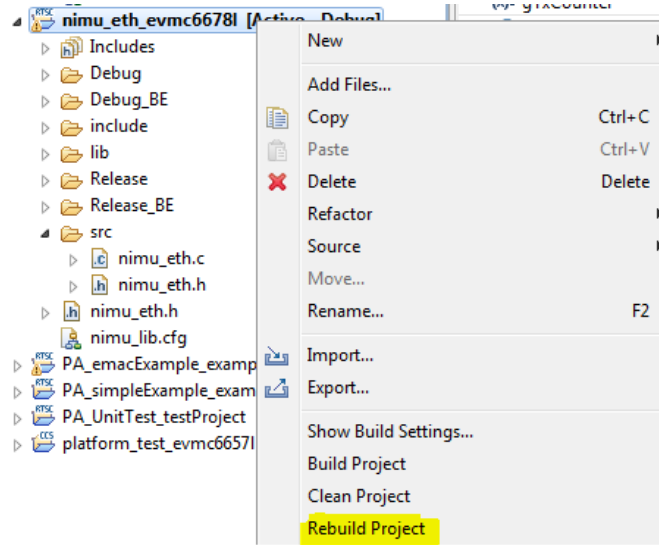 nimu_eth_evmc6678l [Active - Debug]
Includes
Debug
Debug_BE
include
lib
Release
Release_BE
src
nimu_eth.c
nimu_eth.h
nimu_eth.h
nimu_lib.cfg
PA_emacExample_examp
PA_simpleExample_exam
PA_UnitTest_testProject
platform_test_evmc6657l
gTxCounter
New
Add Files...
Copy Ctrl+C
Paste Ctrl+V
Delete Delete
Refactor
Source
Move...
Rename... F2
Import...
Export...
Show Build Settings...
Build Project
Clean Project
Rebuild Project